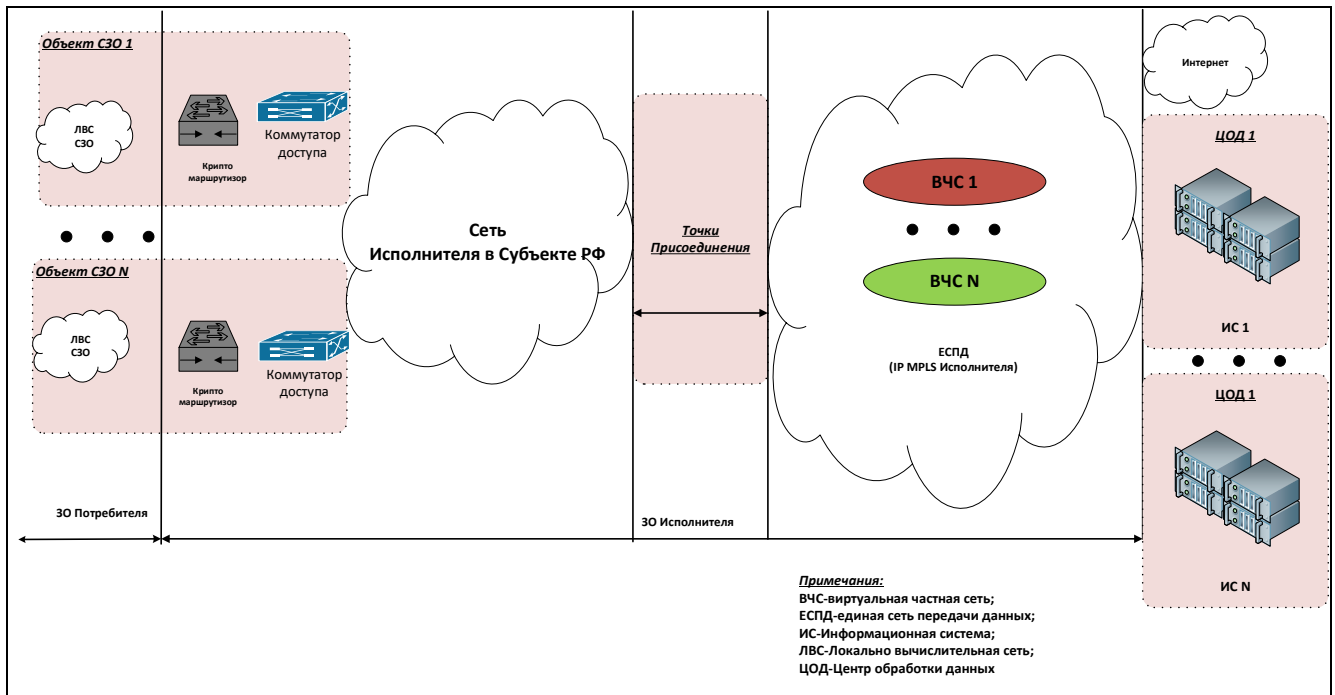 Объект СЗО 1
ЛВС
СЗО
Крипто
маршрутизор
Коммутатор
доступа
Объект СЗО N
ЛВС
СЗО
Крипто
маршрутизор
Коммутатор
доступа
Сеть
Исполнителя в Субъекте РФ
Точки
Присоединения
ВЧС 1
ВЧС N
ЕСПД
(IP MPLS Исполнителя)
Интернет
ЦОД 1
ИС 1
ЦОД 1
ИС N
ЗО Потребителя
ЗО Исполнителя
Примечания:
ВЧС-виртуальная частная сеть;
ЕСПД-единая сеть передачи данных;
ИС-Информационная система;
ЛВС-Локально вычислительная сеть;
ЦОД-Центр обработки данных